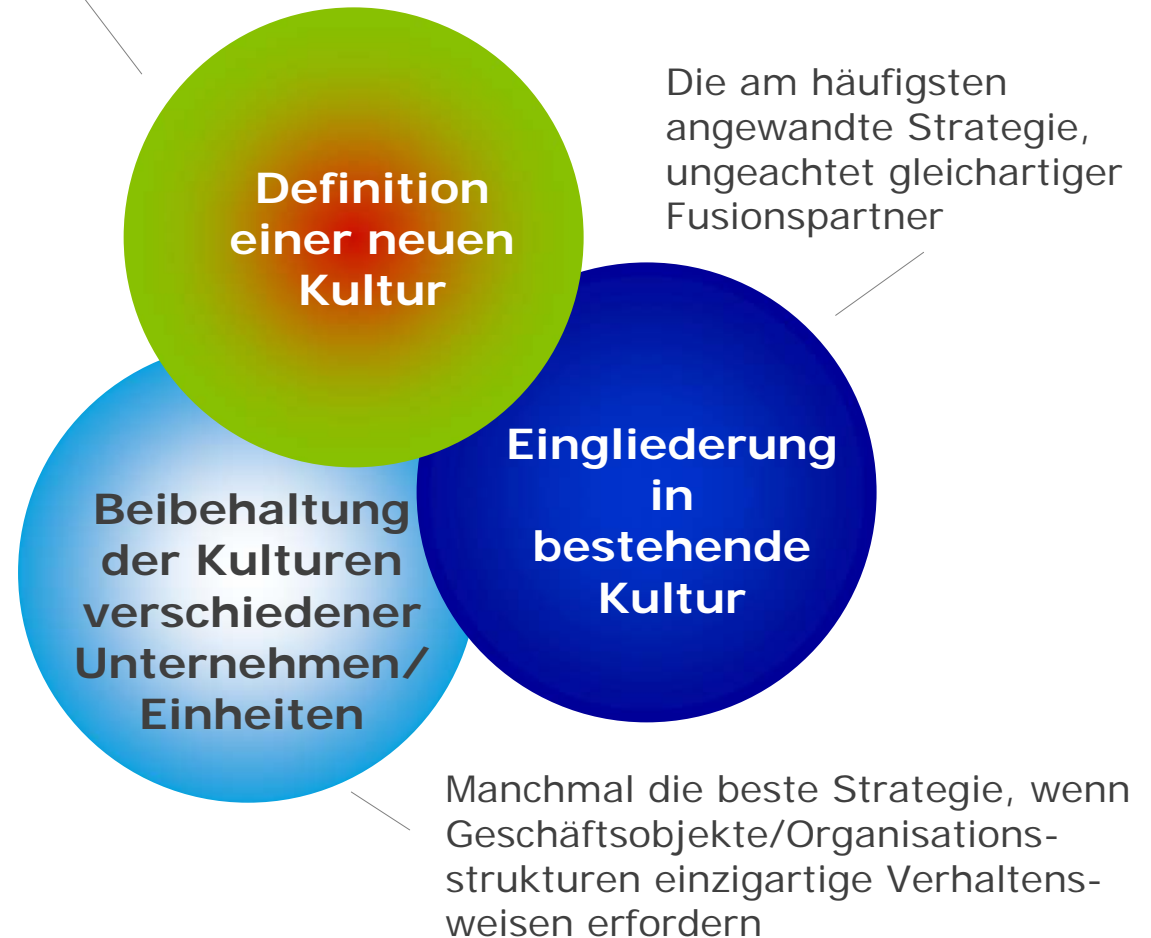 Definition
einer neuen
Kultur
Die am häufigsten
angewandte Strategie,
ungeachtet gleichartiger
Fusionspartner
Eingliederung
in
bestehende
Kultur
Beibehaltung
der Kulturen
verschiedener
Unternehmen/
Einheiten
Manchmal die beste Strategie, wenn
Geschäftsobjekte/Organisations-
strukturen einzigartige Verhaltens-
weisen erfordern